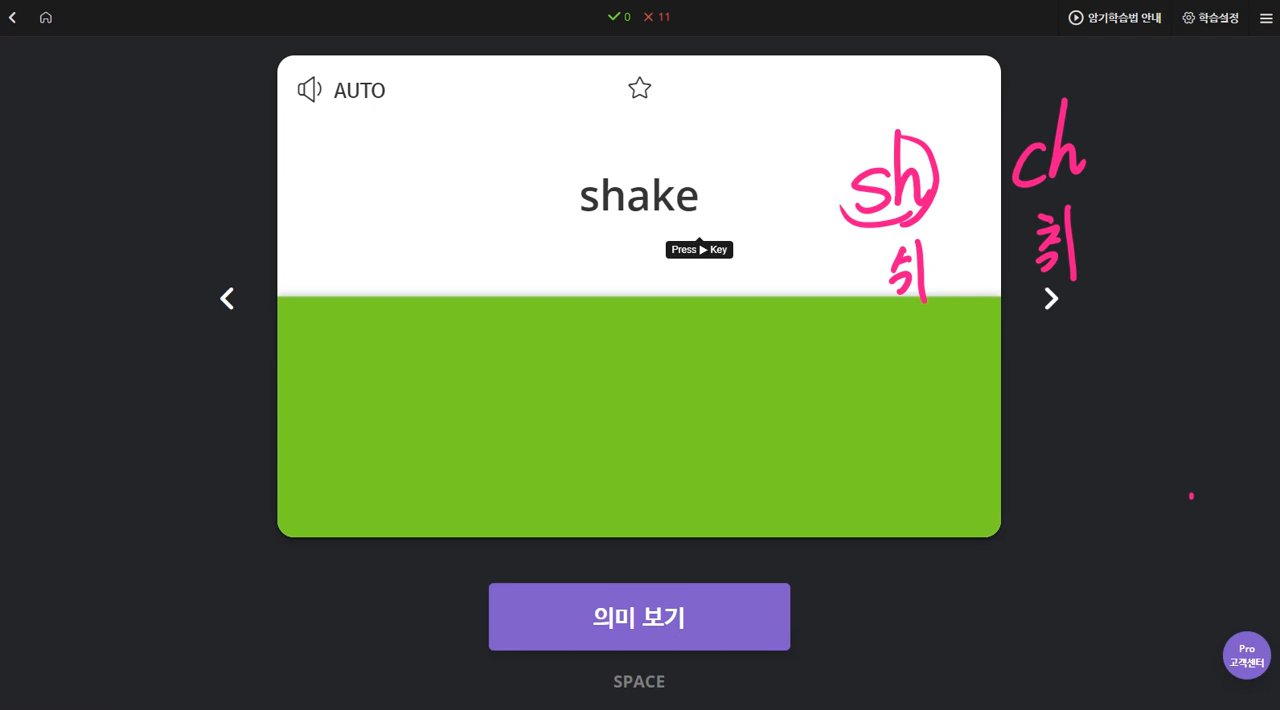 0 11 암기학습법 안내 학습설정
AUTO
shake
Press ▶ Key
sh ch
쉬 취
의미 보기
SPACE
Pro
고객센터